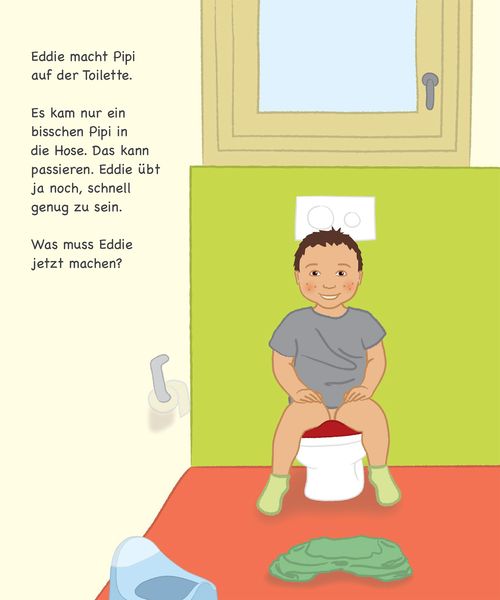 Eddie macht Pipi
auf der Toilette.
Es kam nur ein
bisschen Pipi in
die Hose. Das kann
passieren. Eddie übt
ja noch, schnell
genug zu sein.
Was muss Eddie
jetzt machen?